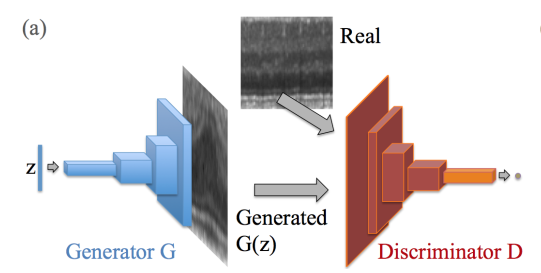 (a)
Real
z
Generated
G(z)
Generator G
Discriminator D